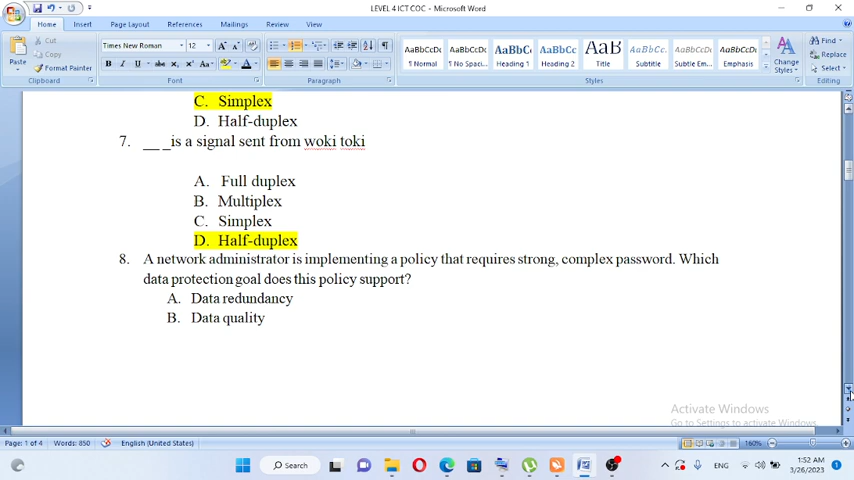 LEVEL 4 ICT COC - Microsoft Word
Home Insert Page Layout References Mailings Review View
Paste
Cut
Copy
Format Painter
Clipboard
Times New Roman 12
Font
Paragraph
AaBbCcDc AaBbCcDc AaBbC AaBbCc AaB AaBbCc. AaBbCcDc AaBbCcDc
¶ Normal ¶ No Spaci... Heading 1 Heading 2 Title Subtitle Subtle Em... Emphasis
Styles
Change Styles
Find
Replace
Select
Editing
C. Simplex
D. Half-duplex
7. __ _is a signal sent from woki toki
A. Full duplex
B. Multiplex
C. Simplex
D. Half-duplex
8. A network administrator is implementing a policy that requires strong, complex password. Which
data protection goal does this policy support?
A. Data redundancy
B. Data quality
Activate Windows
Go to Settings to activate Windows.
Page: 1 of 4 Words: 850 English (United States) 160%
Search
ENG
1:52 AM
3/26/2023